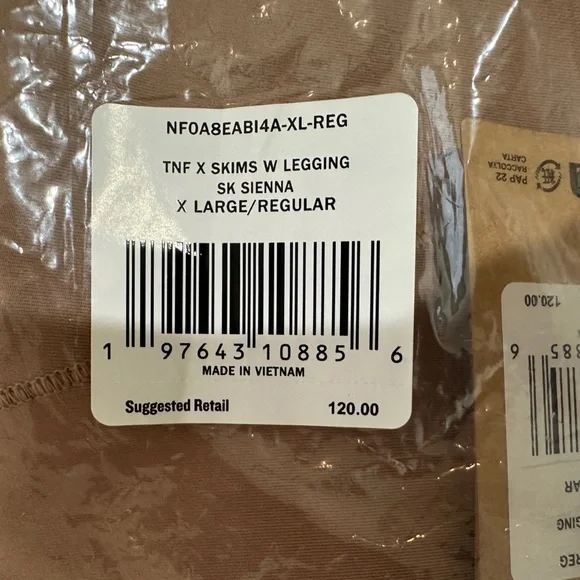 NF0A8EABI4A-XL-REG
TNF X SKIMS W LEGGING
SK SIENNA
X LARGE/REGULAR
1 97643 10885 6
MADE IN VIETNAM
Suggested Retail 120.00
PAP 22
RACCOLTA
CARTA
120.00